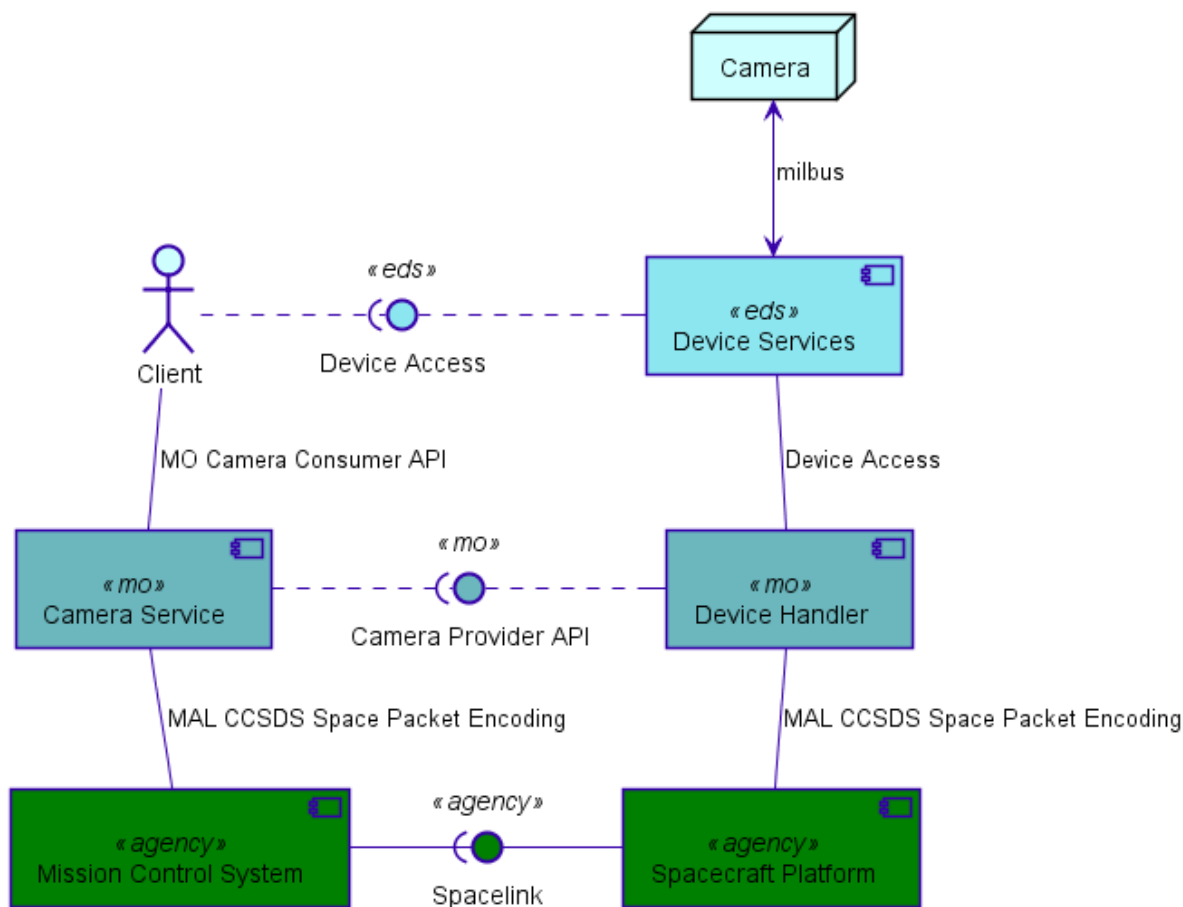 Camera
milbus
«eds»
«eds»
Device Services
Device Access
Client
MO Camera Consumer API
Device Access
«mo»
«mo»
Camera Service
«mo»
Device Handler
Camera Provider API
MAL CCSDS Space Packet Encoding
MAL CCSDS Space Packet Encoding
«agency»
«agency»
Mission Control System
«agency»
Spacecraft Platform
Spacelink